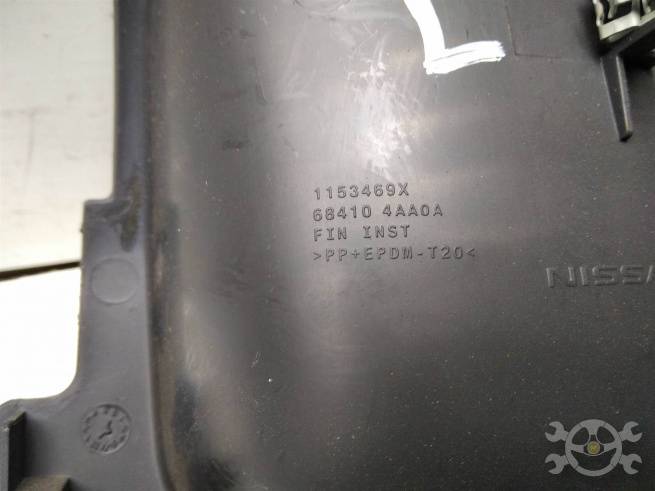 1153469X
68410 4AA0A
FIN INST
>PP+EPDM-T20<
NISSA